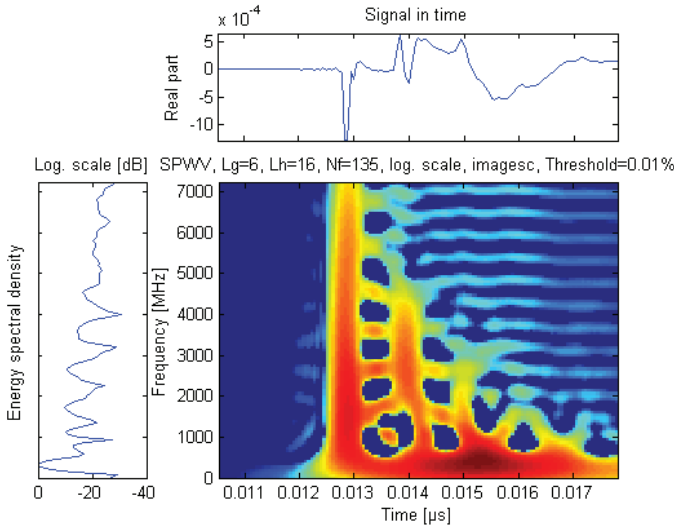 Signal in time
x 10-4
Real part
5
0
-5
-10
Log. scale [dB]
SPWV, Lg=6, Lh=16, Nf=135, log. scale, imagesc, Threshold=0.01%
Energy spectral density
Frequency [MHz]
7000
6000
5000
4000
3000
2000
1000
0
0 -20 -40
0.011 0.012 0.013 0.014 0.015 0.016 0.017
Time [µs]